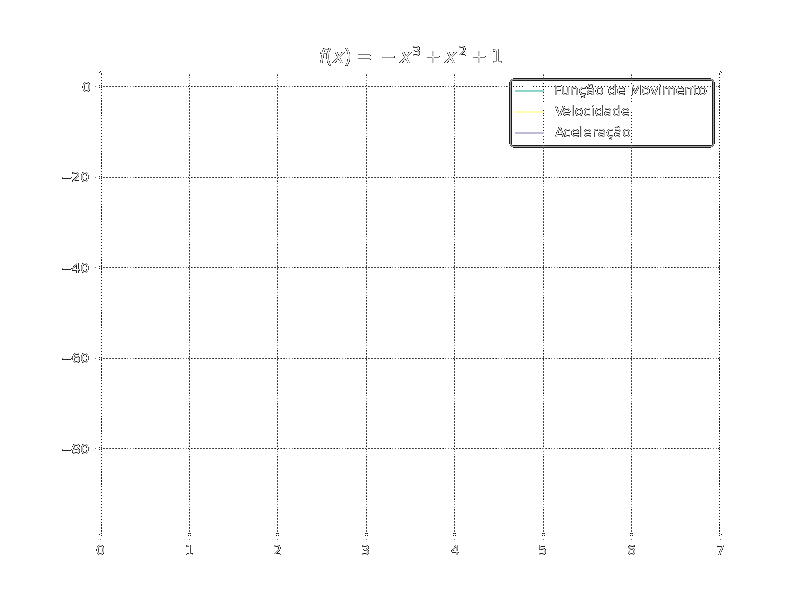 f(x) = −x³ + x² + 1
Função de Movimento
Velocidade
Aceleração
0
−20
−40
−60
−80
0 1 2 3 4 5 6 7